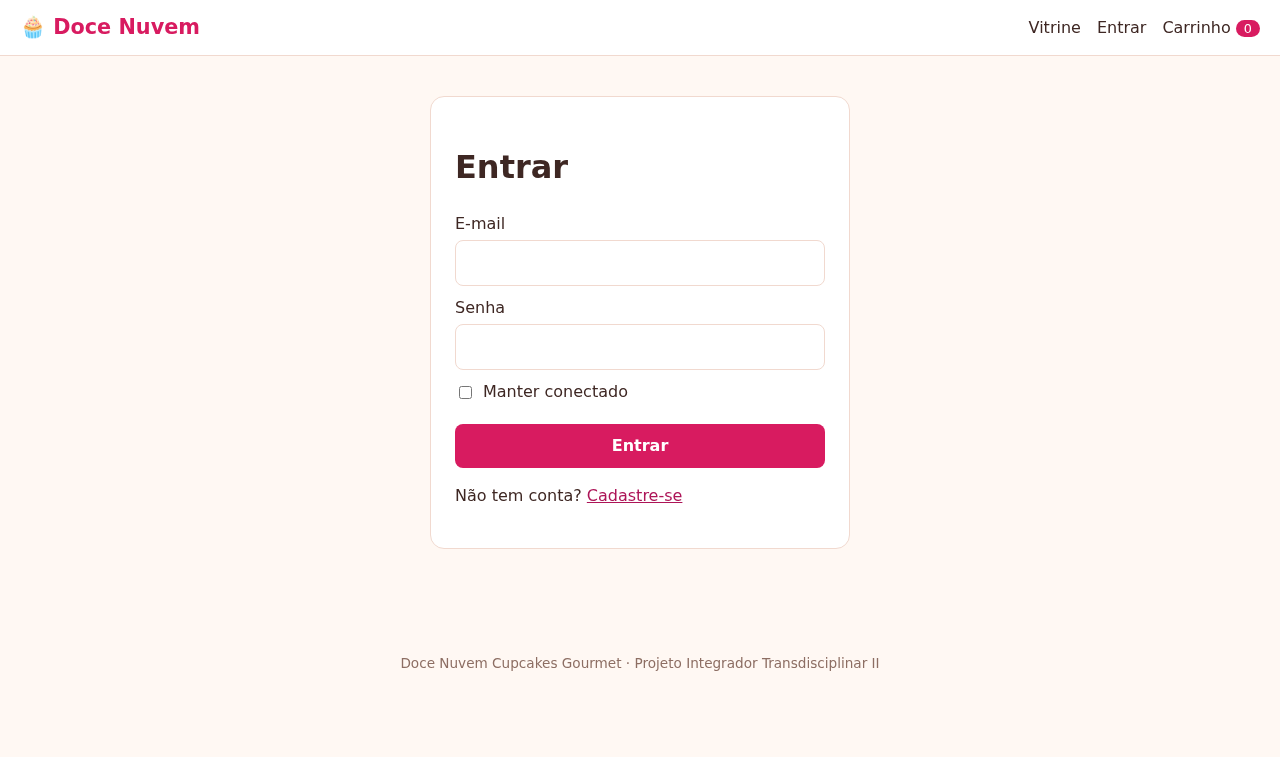 Doce Nuvem
Vitrine Entrar Carrinho 0
Entrar
E-mail
Senha
Manter conectado
Entrar
Não tem conta? Cadastre-se
Doce Nuvem Cupcakes Gourmet · Projeto Integrador Transdisciplinar II